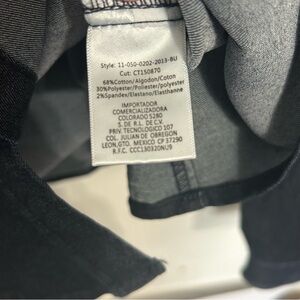 Style: 11-050-0202-2013-BU
Cut: CT150870
68%Cotton/Algodon/Coton
30%Polyester/Poliester/polyester
2%Spandex/Elastano/Elasthanne
IMPORTADOR
COMERCIALIZADORA
COLORADO 5280
S. DE R.L. DE C.V.
PRIV. TECNOLOGICO 107
COL. JULIAN DE OBREGON
LEON,GTO. MEXICO CP 37290
R.F.C. CCC130320NU9